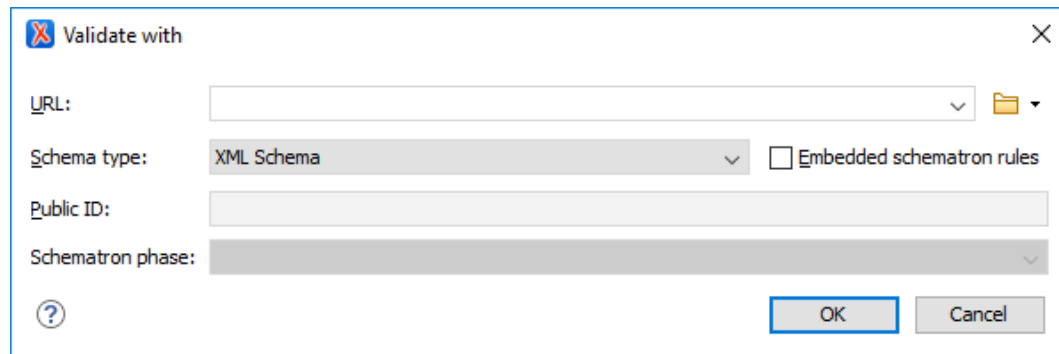 Validate with
URL:
Schema type: XML Schema Embedded schematron rules
Public ID:
Schematron phase:
OK Cancel